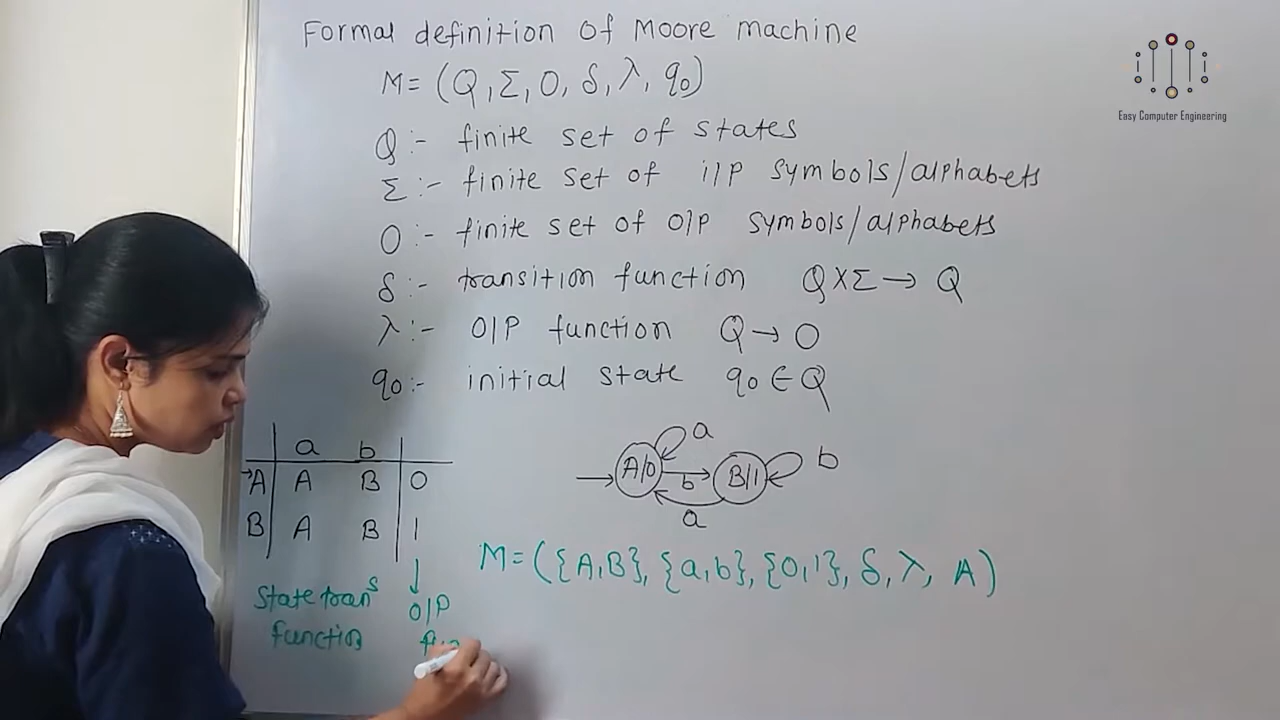 Formal definition of Moore machine
M = (Q, Σ, O, δ, λ, q0)
Q :- finite set of states
Σ :- finite set of i/p symbols/alphabets
O :- finite set of O/P symbols/alphabets
δ :- transition function Q X Σ → Q
λ :- O/P function Q → O
q0 :- initial state q0 ∈ Q
a b
→A A B 0
B A B 1
State trans
function
O/P
A/0
B/1
a
b
b
a
M = ({A,B}, {a,b}, {0,1}, δ, λ, A)
Easy Computer Engineering